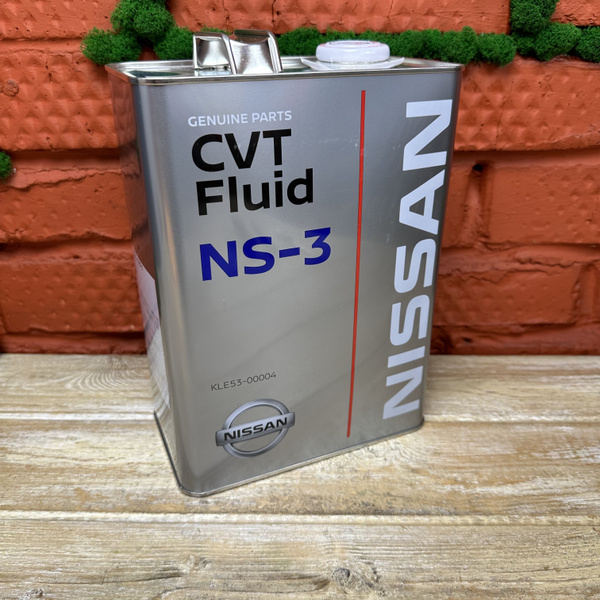 GENUINE PARTS
CVT
Fluid
NS-3
KLE53-00004
NISSAN
NISSAN